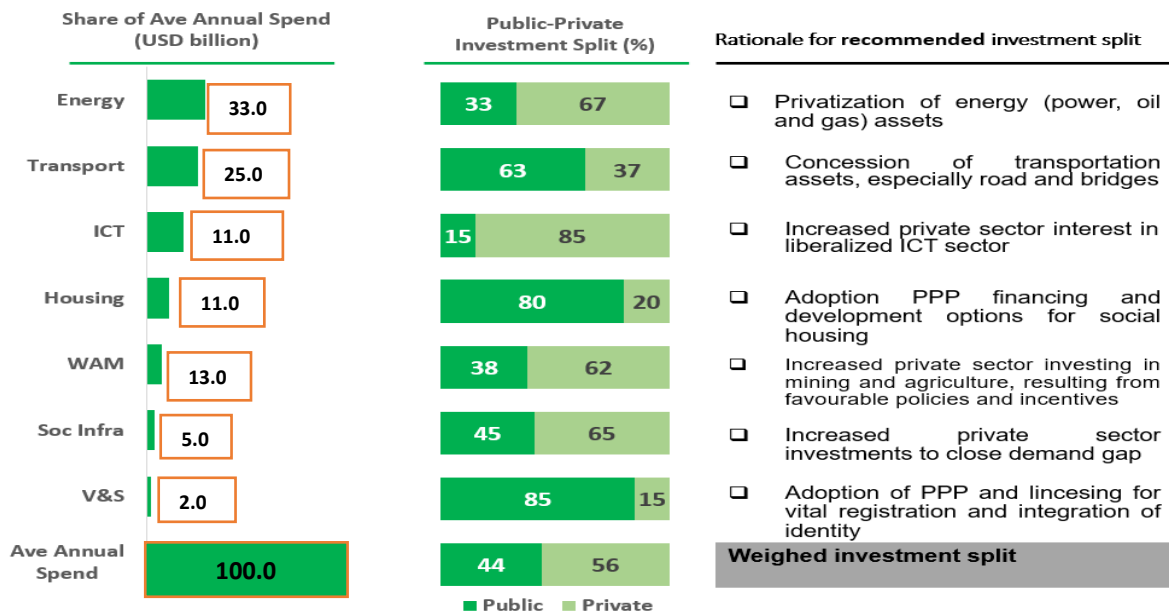 Share of Ave Annual Spend
(USD billion)
Public-Private
Investment Split (%)
Rationale for recommended investment split
Energy
33.0
33
67
❑ Privatization of energy (power, oil
and gas) assets
Transport
25.0
63
37
❑ Concession of transportation
assets, especially road and bridges
ICT
11.0
15
85
❑ Increased private sector interest in
liberalized ICT sector
Housing
11.0
80
20
❑ Adoption PPP financing and
development options for social
housing
WAM
13.0
38
62
❑ Increased private sector investing in
mining and agriculture, resulting from
favourable policies and incentives
Soc Infra
5.0
45
65
❑ Increased private sector
investments to close demand gap
V&S
2.0
85
15
❑ Adoption of PPP and lincesing for
vital registration and integration of
identity
Ave Annual
Spend
100.0
44
56
Weighed investment split
Public
Private